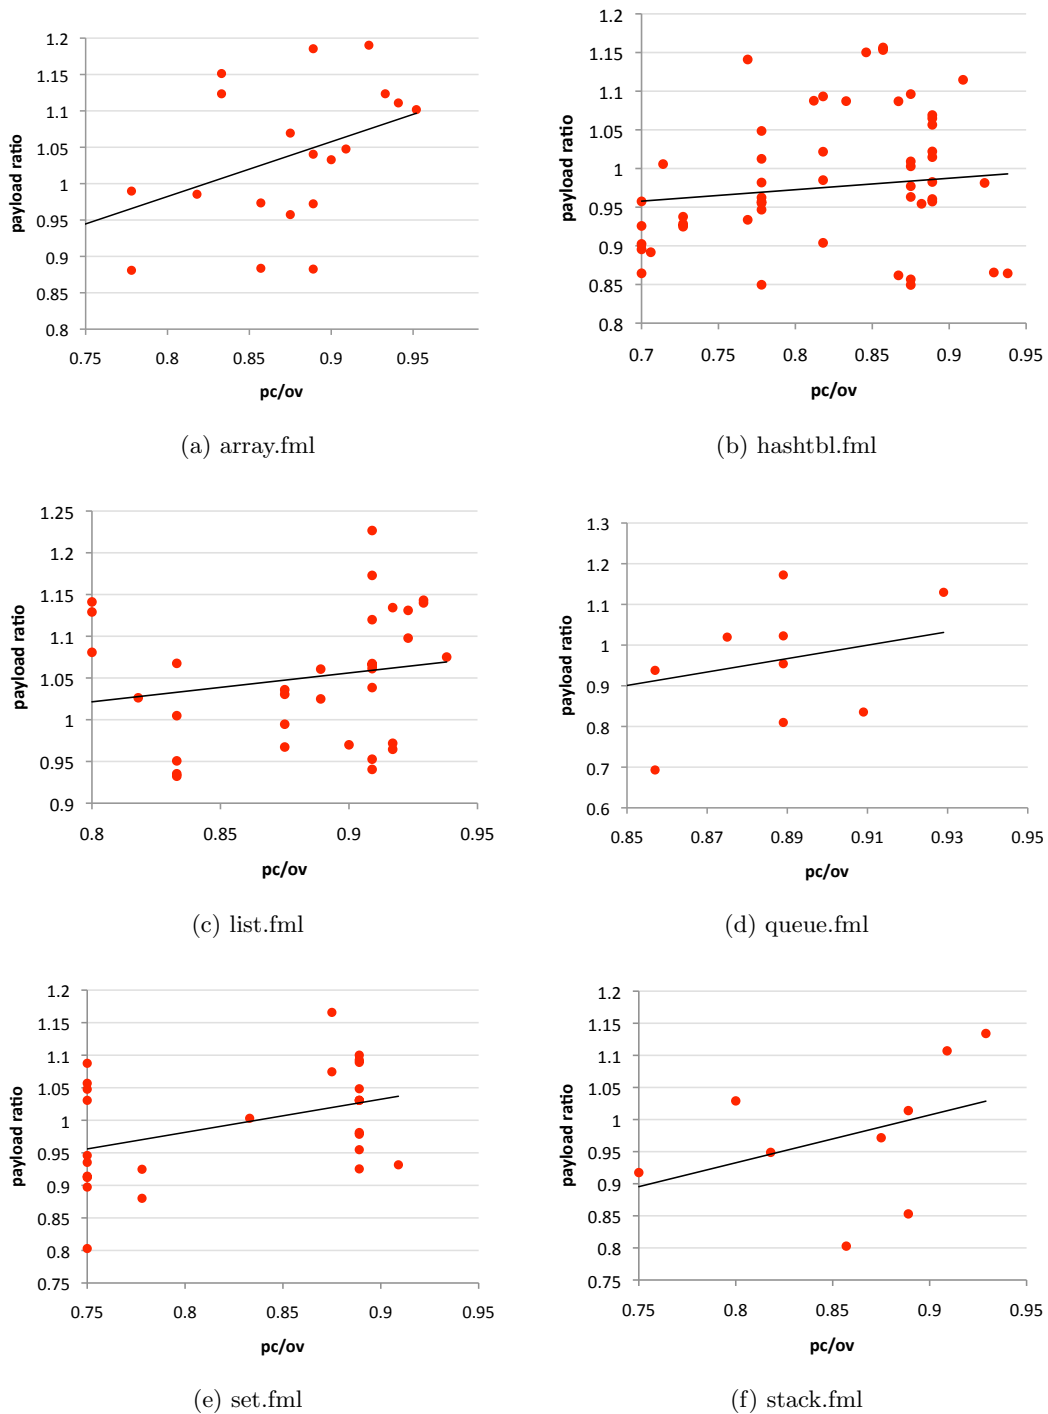 1.2
1.15
1.1
1.05
1
0.95
0.9
0.85
0.8
payload ratio
0.75 0.8 0.85 0.9 0.95
pc/ov
(a) array.fml
1.2
1.15
1.1
1.05
1
0.95
0.9
0.85
0.8
payload ratio
0.7 0.75 0.8 0.85 0.9 0.95
pc/ov
(b) hashtbl.fml
1.25
1.2
1.15
1.1
1.05
1
0.95
0.9
payload ratio
0.8 0.85 0.9 0.95
pc/ov
(c) list.fml
1.3
1.2
1.1
1
0.9
0.8
0.7
0.6
payload ratio
0.85 0.87 0.89 0.91 0.93 0.95
pc/ov
(d) queue.fml
1.2
1.15
1.1
1.05
1
0.95
0.9
0.85
0.8
0.75
payload ratio
0.75 0.8 0.85 0.9 0.95
pc/ov
(e) set.fml
1.2
1.15
1.1
1.05
1
0.95
0.9
0.85
0.8
0.75
payload ratio
0.75 0.8 0.85 0.9 0.95
pc/ov
(f) stack.fml